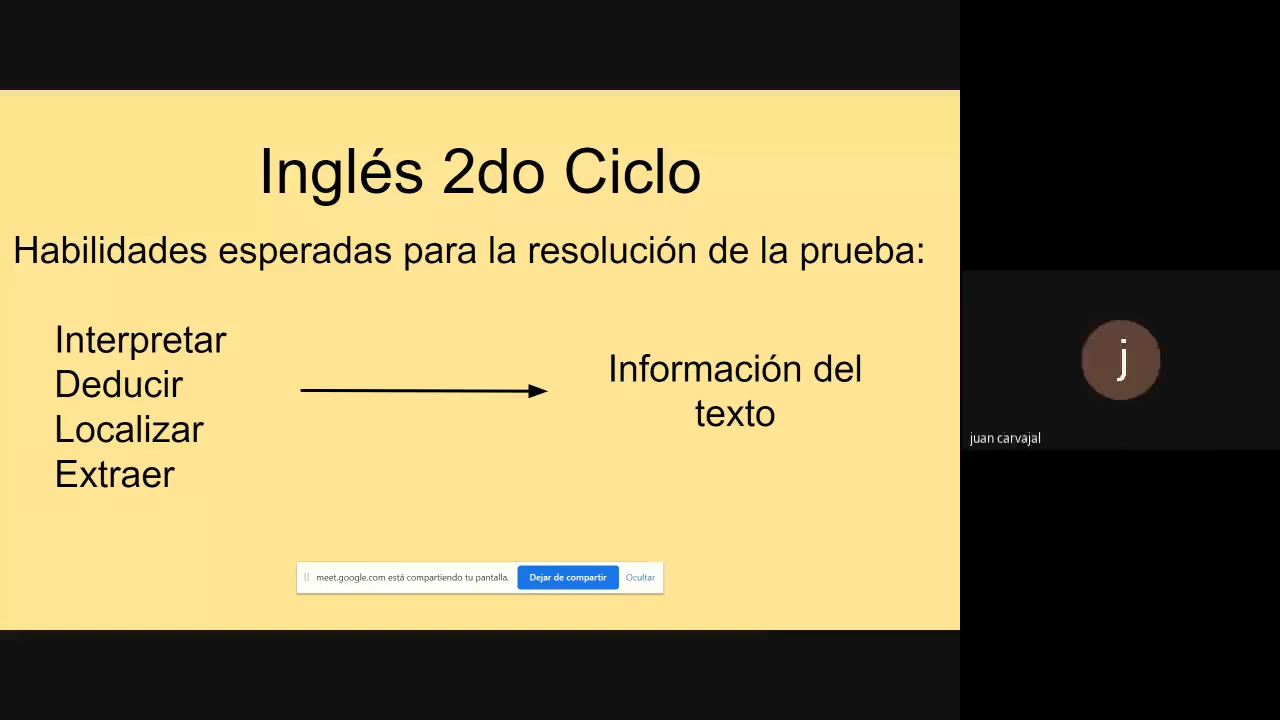 Inglés 2do Ciclo
Habilidades esperadas para la resolución de la prueba:
Interpretar
Deducir
Localizar
Extraer
Información del
texto
j
juan carvajal
meet.google.com está compartiendo tu pantalla. Dejar de compartir Ocultar